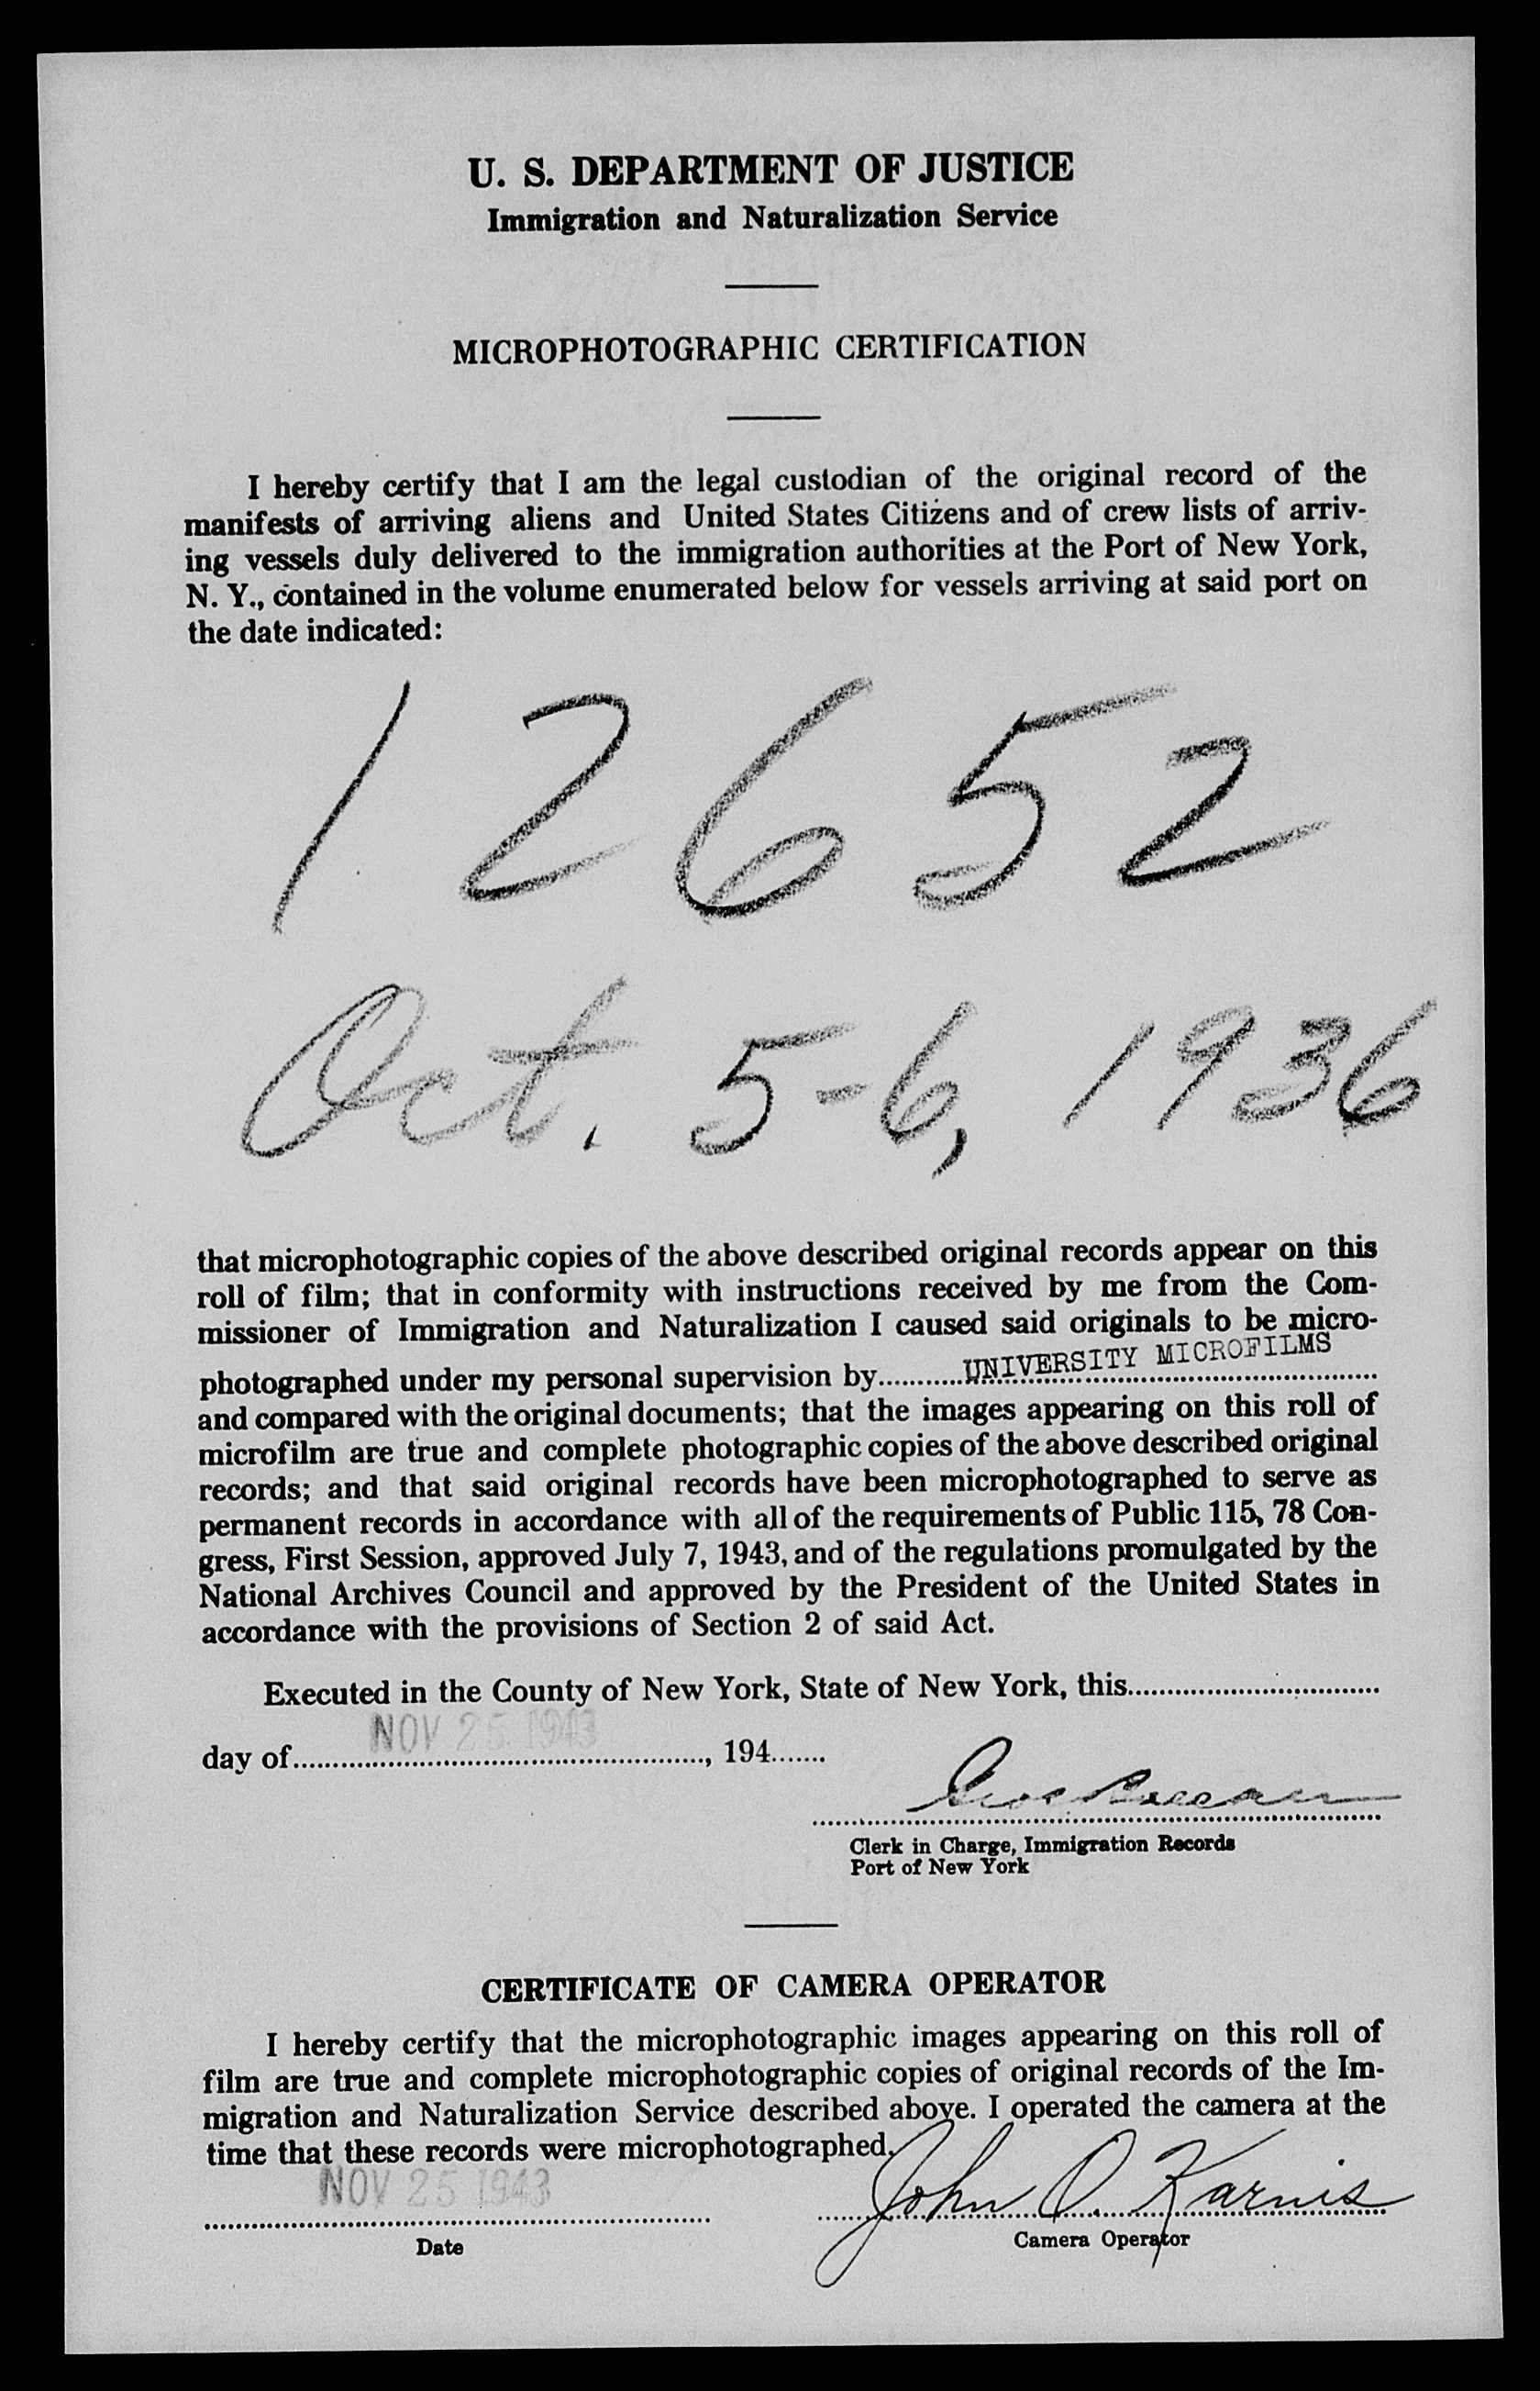 U. S. DEPARTMENT OF JUSTICE
Immigration and Naturalization Service
MICROPHOTOGRAPHIC CERTIFICATION
I hereby certify that I am the legal custodian of the original record of the
manifests of arriving aliens and United States Citizens and of crew lists of arriv-
ing vessels duly delivered to the immigration authorities at the Port of New York,
N. Y., contained in the volume enumerated below for vessels arriving at said port on
the date indicated:
12652
Oct. 5-6, 1936
that microphotographic copies of the above described original records appear on this
roll of film; that in conformity with instructions received by me from the Com-
missioner of Immigration and Naturalization I caused said originals to be micro-
photographed under my personal supervision by...........UNIVERSITY MICROFILMS
and compared with the original documents; that the images appearing on this roll of
microfilm are true and complete photographic copies of the above described original
records; and that said original records have been microphotographed to serve as
permanent records in accordance with all of the requirements of Public 115, 78 Con-
gress, First Session, approved July 7, 1943, and of the regulations promulgated by the
National Archives Council and approved by the President of the United States in
accordance with the provisions of Section 2 of said Act.
Executed in the County of New York, State of New York, this................................
NOV 25 1943
day of...................................................., 194.......
Clerk in Charge, Immigration Records
Port of New York
CERTIFICATE OF CAMERA OPERATOR
I hereby certify that the microphotographic images appearing on this roll of
film are true and complete microphotographic copies of original records of the Im-
migration and Naturalization Service described above. I operated the camera at the
time that these records were microphotographed.
NOV 25 1943 John O. Karnis
Date Camera Operator